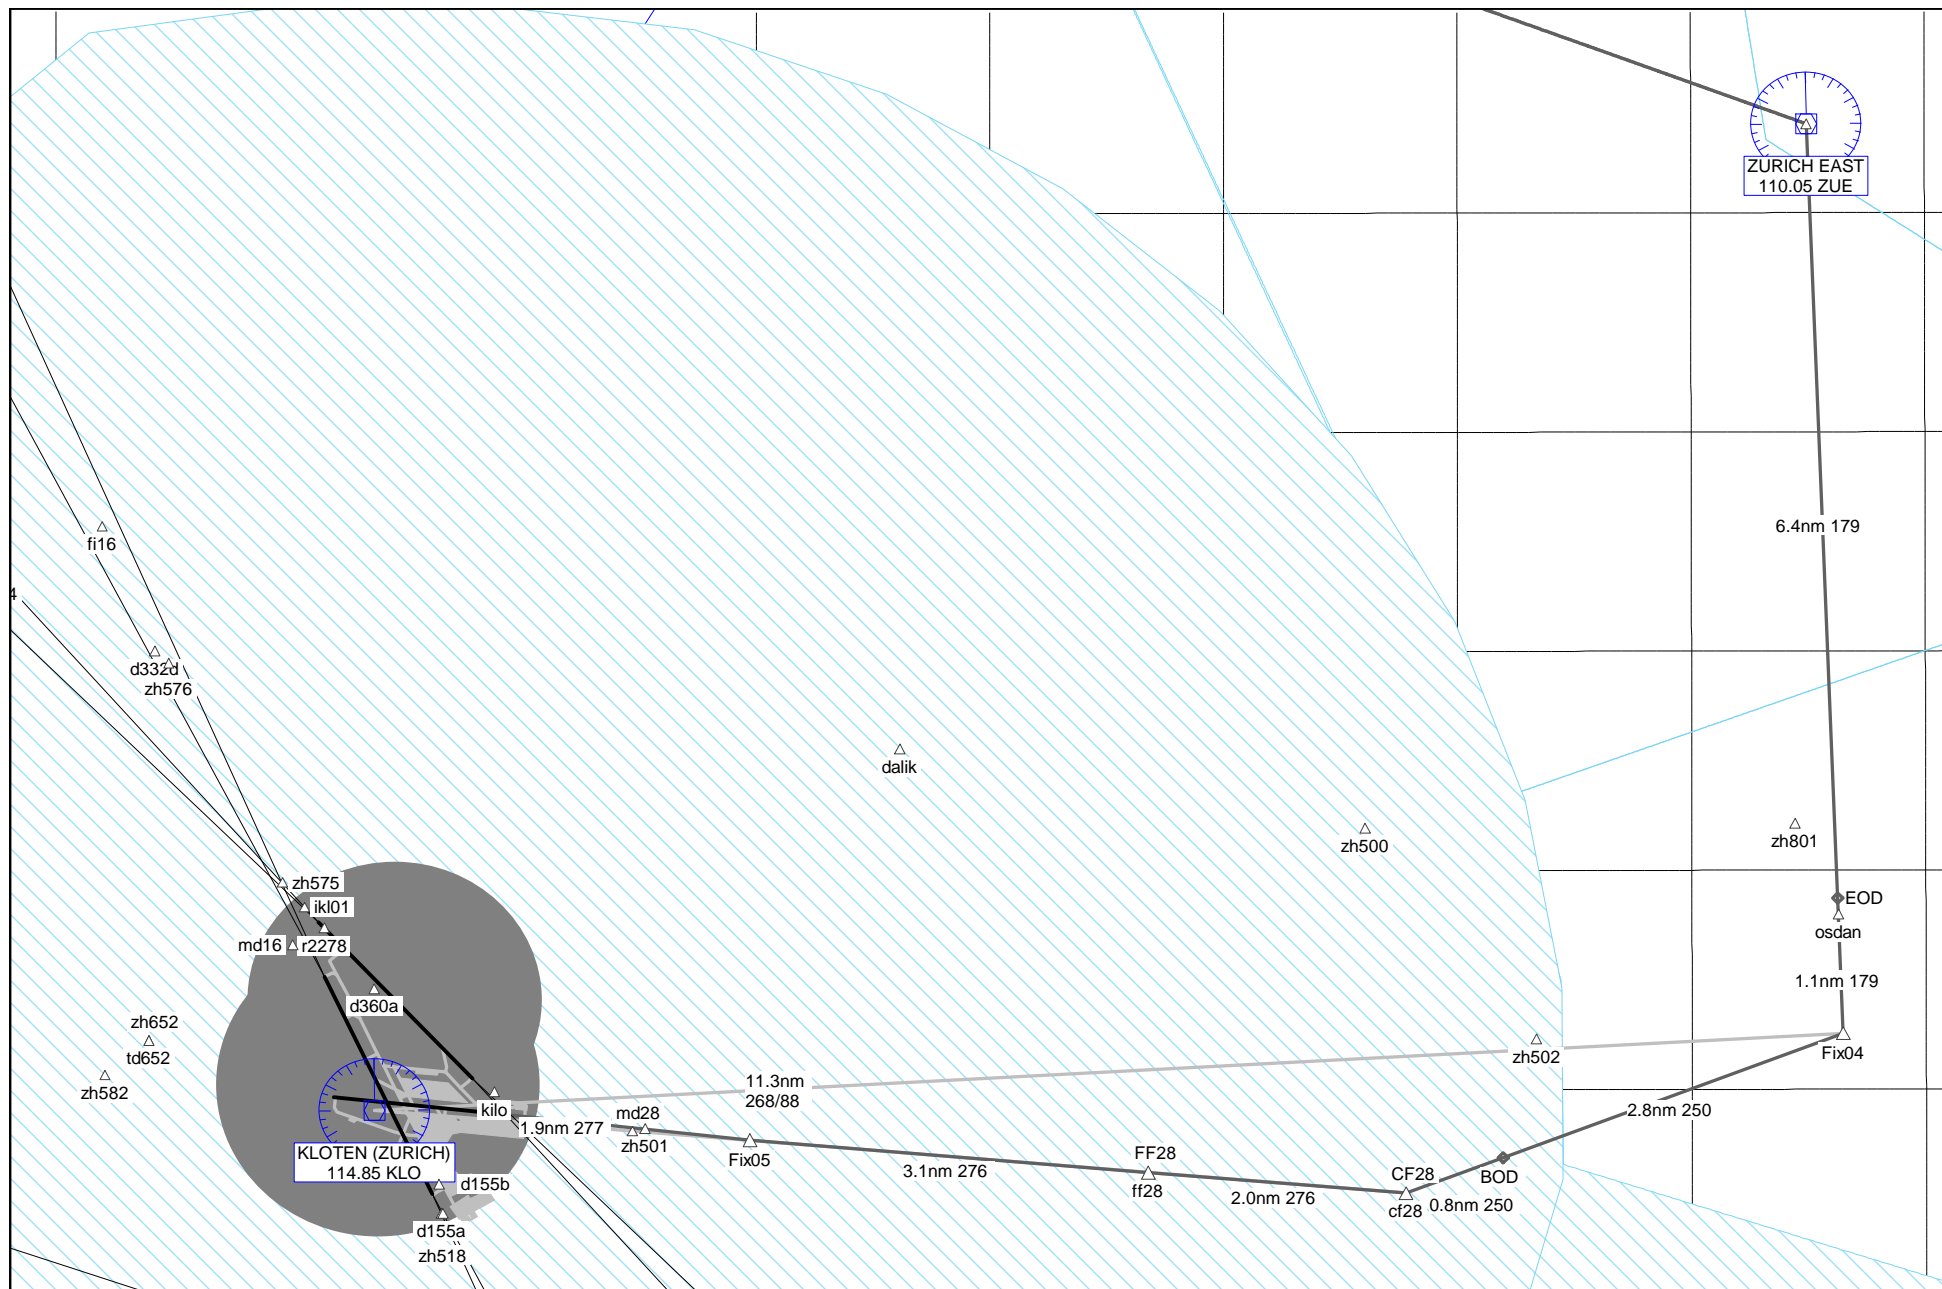 ZURICH EAST
110.05 ZUE
6.4nm 179
fi16
4
d332d
zh576
dalik
zh500
zh801
zh575
EOD
ikl01
osdan
md16
r2278
1.1nm 179
d360a
zh652
td652
zh502
Fix04
zh582
11.3nm
268/88
kilo
2.8nm 250
md28
1.9nm 277
zh501
KLOTEN (ZURICH)
114.85 KLO
Fix05
FF28
3.1nm 276
ff28
CF28
BOD
d155b
2.0nm 276
cf28
0.8nm 250
d155a
zh518